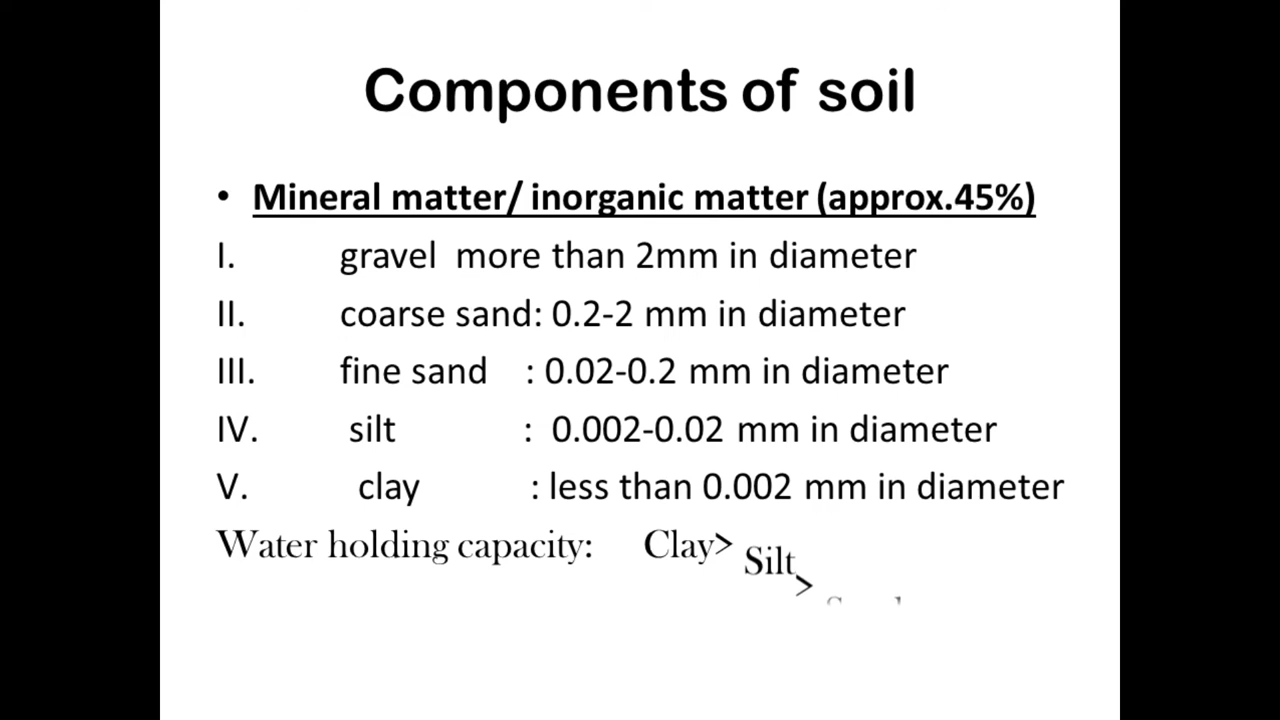 Components of soil
• Mineral matter/ inorganic matter (approx.45%)
I. gravel more than 2mm in diameter
II. coarse sand: 0.2-2 mm in diameter
III. fine sand : 0.02-0.2 mm in diameter
IV. silt : 0.002-0.02 mm in diameter
V. clay : less than 0.002 mm in diameter
Water holding capacity: Clay> Silt >